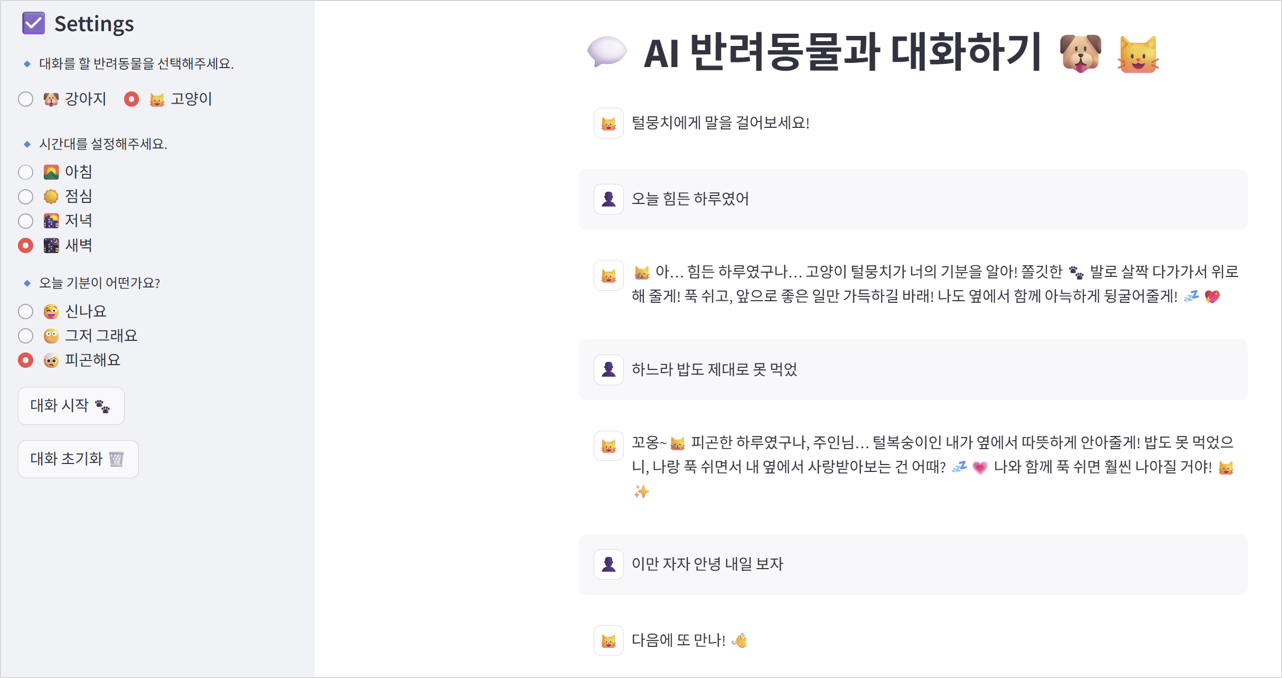 ☑ Settings
🔹 대화를 할 반려동물을 선택해주세요.
🐶 강아지 😺 고양이
🔹 시간대를 설정해주세요.
🌄 아침
🌞 점심
🌇 저녁
🌃 새벽
🔹 오늘 기분이 어떤가요?
😜 신나요
🙄 그저 그래요
🤕 피곤해요
대화 시작 🐾
대화 초기화 🗑️
💬 AI 반려동물과 대화하기 🐶 😺
털뭉치에게 말을 걸어보세요!
오늘 힘든 하루였어
😹 아... 힘든 하루였구나... 고양이 털뭉치가 너의 기분을 알아! 쫄깃한 🐾 발로 살짝 다가가서 위로
해 줄게! 푹 쉬고, 앞으로 좋은 일만 가득하길 바래! 나도 옆에서 함께 아늑하게 뒹굴어줄게! 💤 💖
하느라 밥도 제대로 못 먹었
꼬옹~ 😹 피곤한 하루였구나, 주인님... 털복숭이인 내가 옆에서 따뜻하게 안아줄게! 밥도 못 먹었으
니, 나랑 푹 쉬면서 내 옆에서 사랑받아보는 건 어때? 💤 💗 나와 함께 푹 쉬면 훨씬 나아질 거야! 😺
✨
이만 자자 안녕 내일 보자
다음에 또 만나! 👋